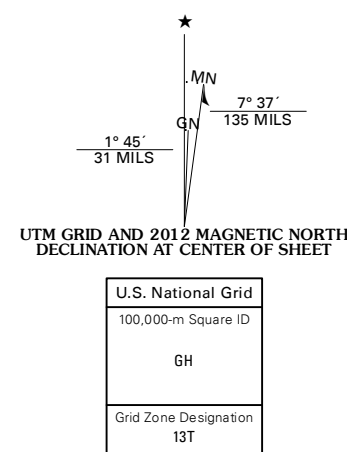 ★
MN
7° 37´
135 MILS
GN
1° 45´
31 MILS
UTM GRID AND 2012 MAGNETIC NORTH
DECLINATION AT CENTER OF SHEET
U.S. National Grid
100,000-m Square ID
GH
Grid Zone Designation
13T